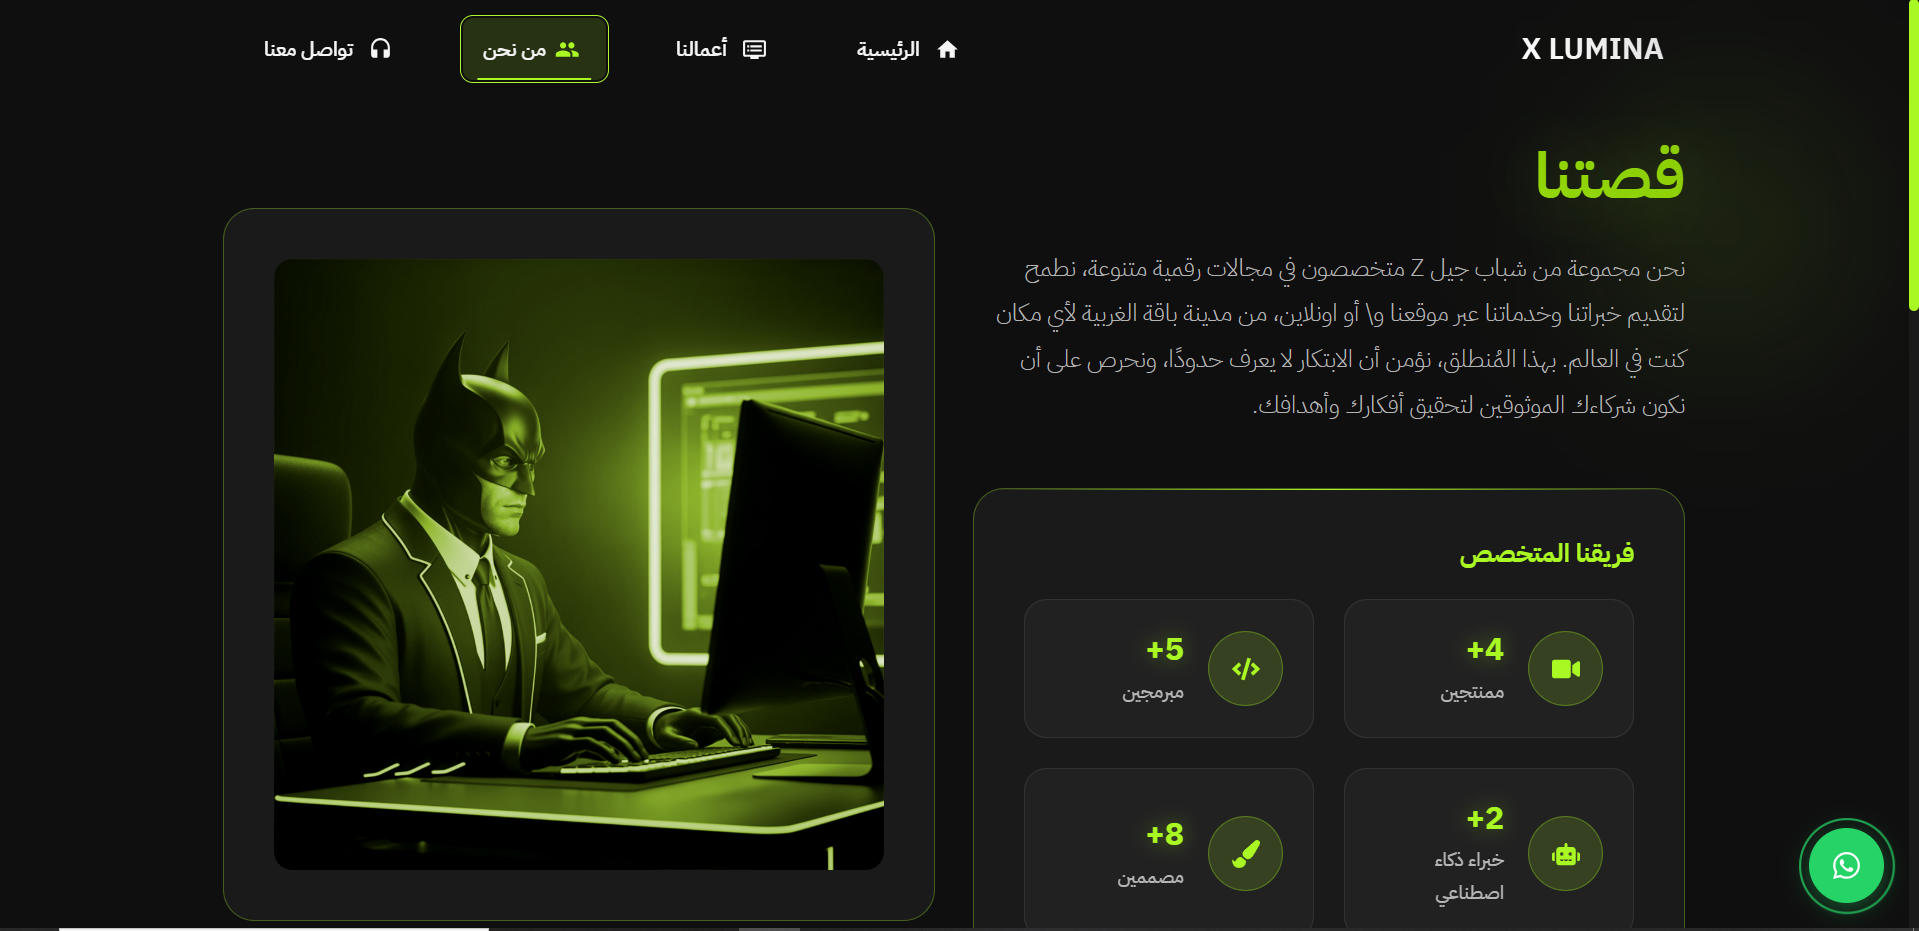 X LUMINA
الرئيسية
أعمالنا
من نحن
تواصل معنا
قصتنا
نحن مجموعة من شباب جيل Z متخصصون في مجالات رقمية متنوعة، نطمح
لتقديم خبراتنا وخدماتنا عبر موقعنا و\ أو اونلاين، من مدينة باقة الغربية لأي مكان
كنت في العالم. بهذا المُنطلق، نؤمن أن الابتكار لا يعرف حدودًا، ونحرص على أن
نكون شركاءك الموثوقين لتحقيق أفكارك وأهدافك.
فريقنا المتخصص
+4
ممنتجين
+5
مبرمجين
+2
خبراء ذكاء
اصطناعي
+8
مصممين